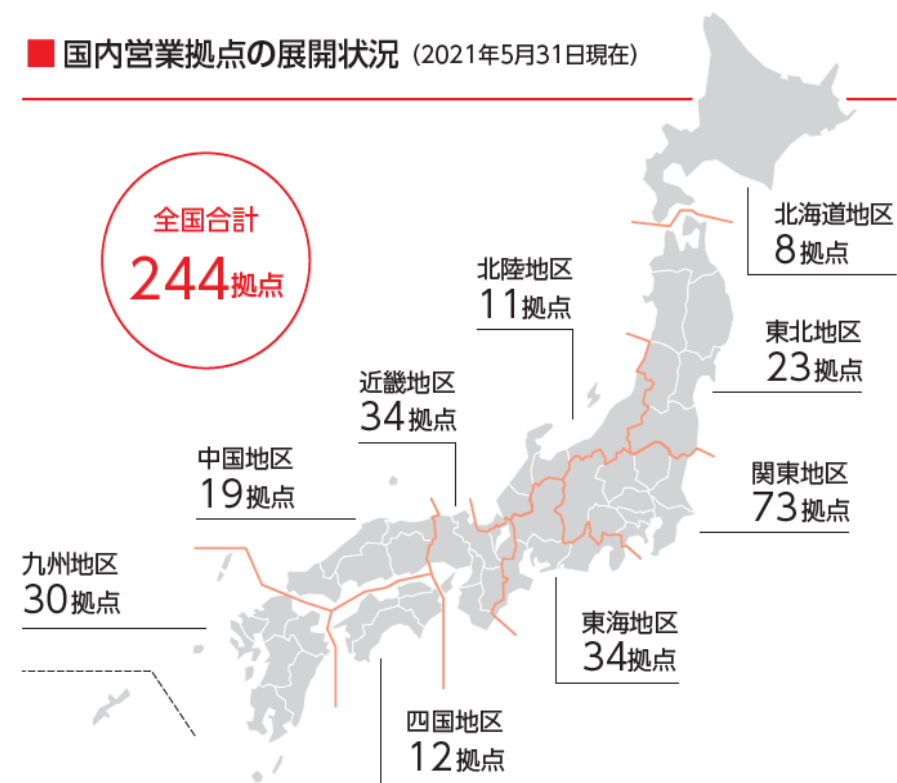 ■ 国内営業拠点の展開状況（2021年5月31日現在）
全国合計
244拠点
北海道地区
8拠点
北陸地区
11拠点
東北地区
23拠点
近畿地区
34拠点
中国地区
19拠点
関東地区
73拠点
九州地区
30拠点
東海地区
34拠点
四国地区
12拠点